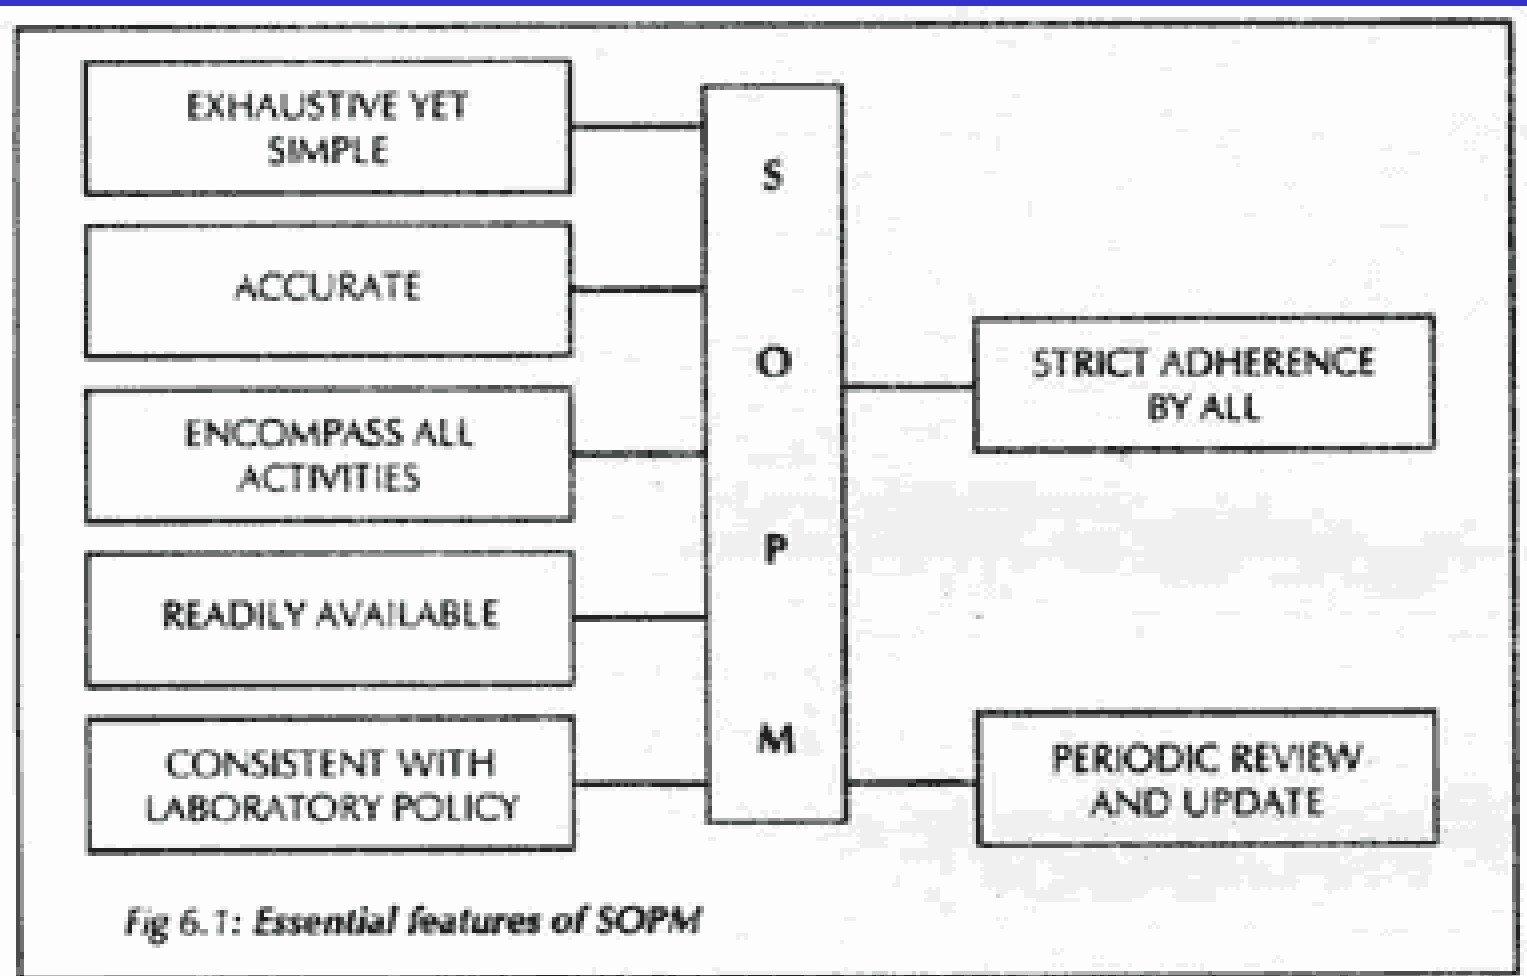 EXHAUSTIVE YET
SIMPLE
ACCURATE
ENCOMPASS ALL
ACTIVITIES
READILY AVAILABLE
CONSISTENT WITH
LABORATORY POLICY
S
O
P
M
STRICT ADHERENCE
BY ALL
PERIODIC REVIEW
AND UPDATE
Fig 6.1: Essential features of SOPM